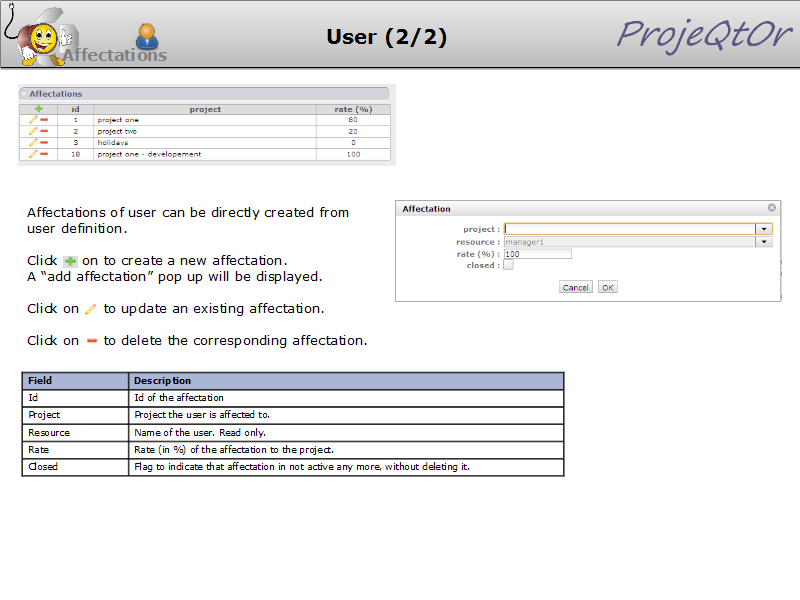 Affectations
User (2/2)
ProjeQtOr
Affectations
id project rate (%)
1 project one 80
2 project two 20
3 holidays 0
18 project one - developement 100
Affectations of user can be directly created from
user definition.
Click on to create a new affectation.
A “add affectation” pop up will be displayed.
Click on to update an existing affectation.
Click on to delete the corresponding affectation.
Affectation
project :
resource : manager1
rate (%) : 100
closed :
Cancel OK
Field Description
Id Id of the affectation
Project Project the user is affected to.
Resource Name of the user. Read only.
Rate Rate (in %) of the affectation to the project.
Closed Flag to indicate that affectation in not active any more, without deleting it.